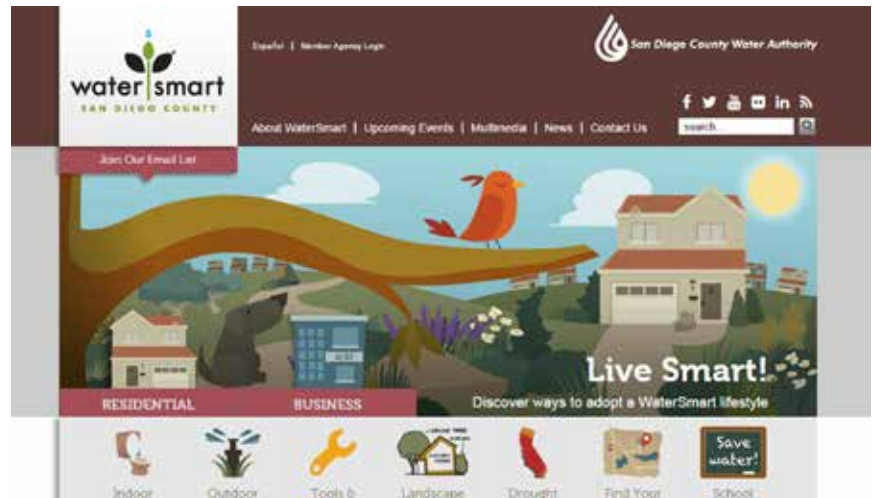 water smart
SAN DIEGO COUNTY
Español | Member Agency Login
San Diego County Water Authority
About WaterSmart | Upcoming Events | Multimedia | News | Contact Us
search...
Join Our Email List
Live Smart!
Discover ways to adopt a WaterSmart lifestyle
RESIDENTIAL
BUSINESS
Save
water!
Indoor
Outdoor
Tools &
Landscape
Drought
Find Your
School